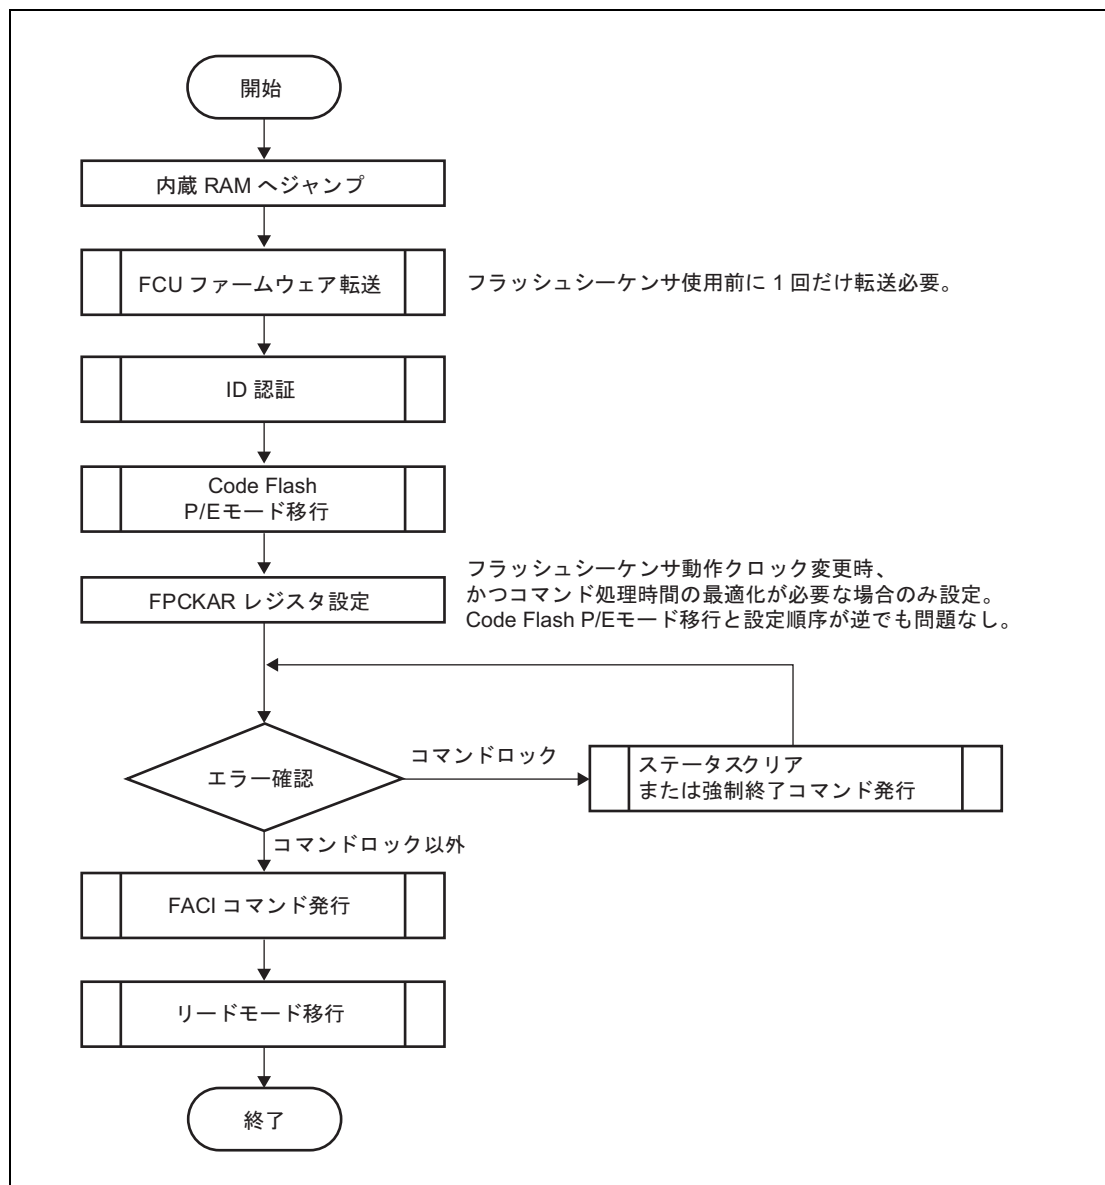 開始
内蔵 RAM へジャンプ
FCU ファームウェア転送
フラッシュシーケンサ使用前に 1 回だけ転送必要。
ID 認証
Code Flash
P/Eモード移行
FPCKAR レジスタ設定
フラッシュシーケンサ動作クロック変更時、
かつコマンド処理時間の最適化が必要な場合のみ設定。
Code Flash P/Eモード移行と設定順序が逆でも問題なし。
エラー確認
コマンドロック
ステータスクリア
または強制終了コマンド発行
コマンドロック以外
FACI コマンド発行
リードモード移行
終了